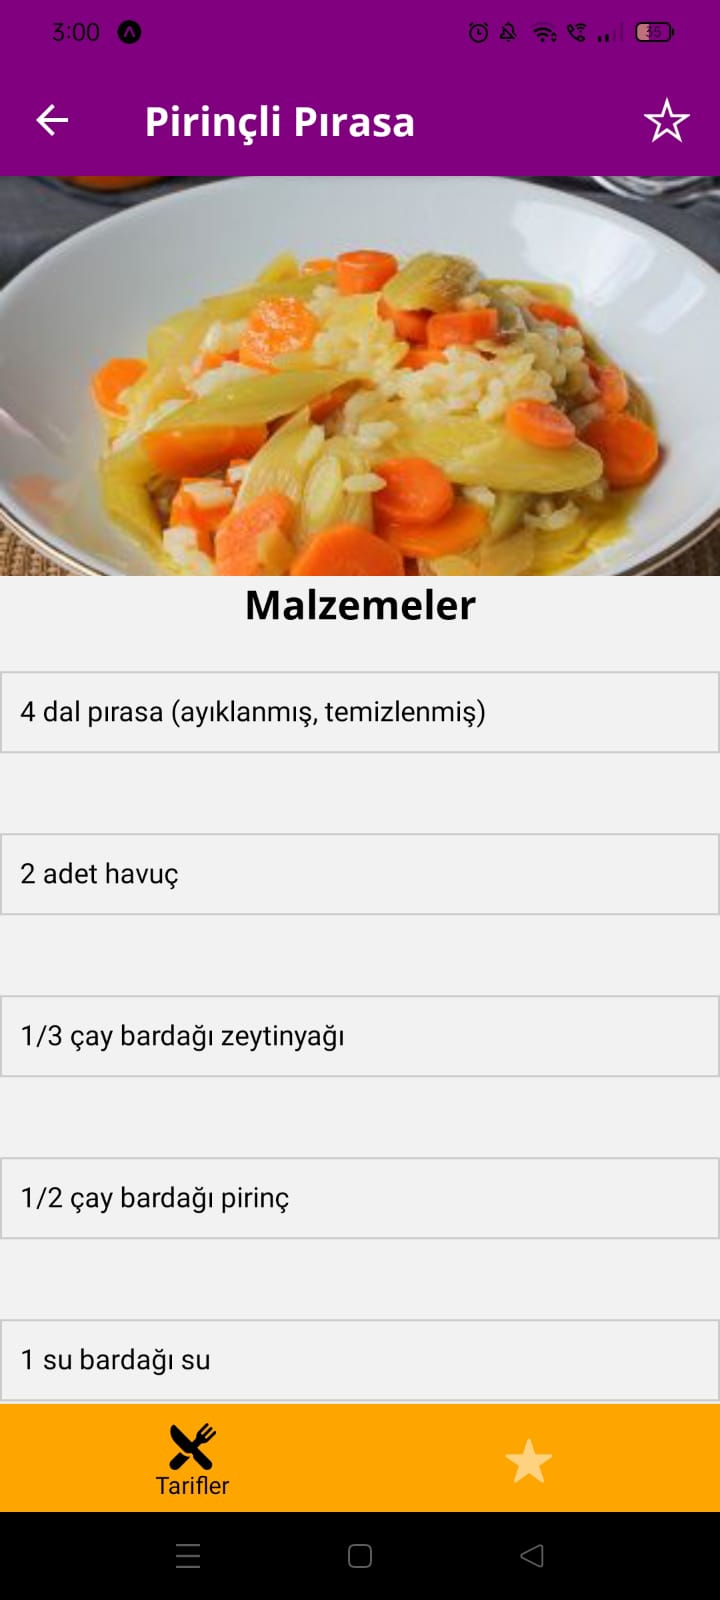 3:00
35
Pirinçli Pırasa
Malzemeler
4 dal pırasa (ayıklanmış, temizlenmiş)
2 adet havuç
1/3 çay bardağı zeytinyağı
1/2 çay bardağı pirinç
1 su bardağı su
Tarifler